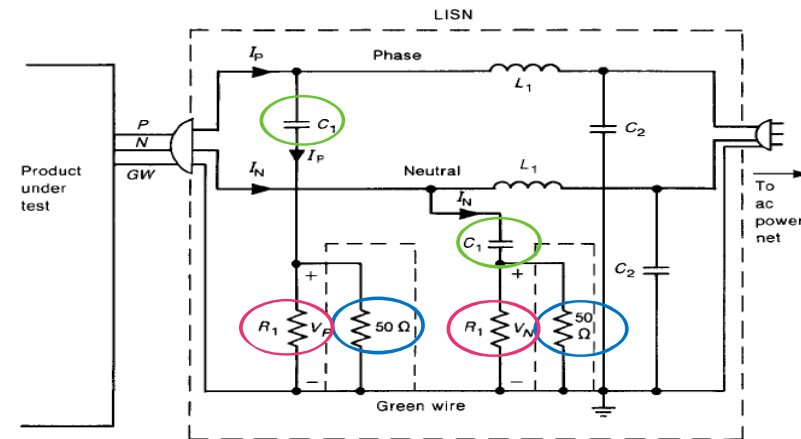 LISN
I_P
Phase
L_1
P
N
GW
C_1
C_2
I_P
Product
under
test
I_N
Neutral
L_1
To
ac
power
net
I_N
C_1
C_2
+
+
R_1
V_P
50 Ω
R_1
V_N
50
Ω
−
−
Green wire